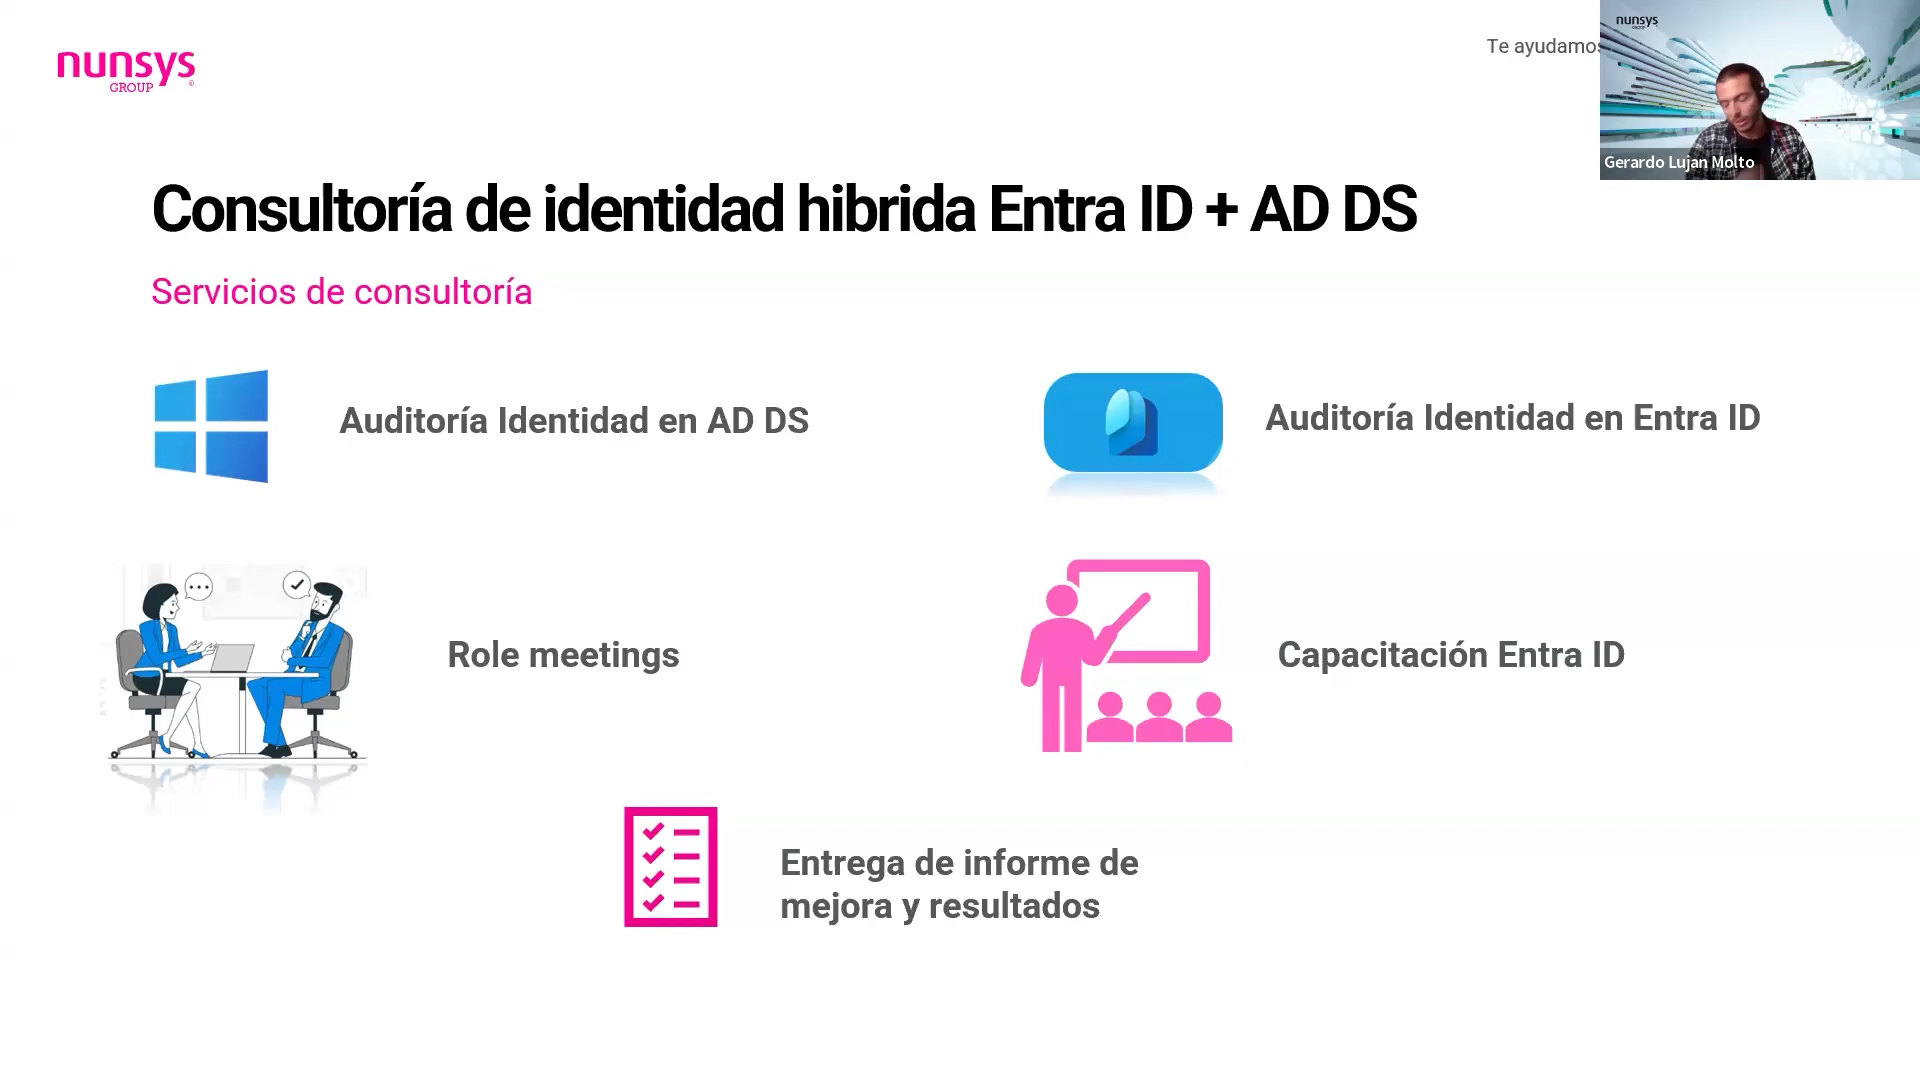 nunsys
GROUP
Te ayudamos
nunsys
GROUP
Gerardo Lujan Molto
Consultoría de identidad hibrida Entra ID + AD DS
Servicios de consultoría
Auditoría Identidad en AD DS
Auditoría Identidad en Entra ID
Role meetings
Capacitación Entra ID
Entrega de informe de
mejora y resultados